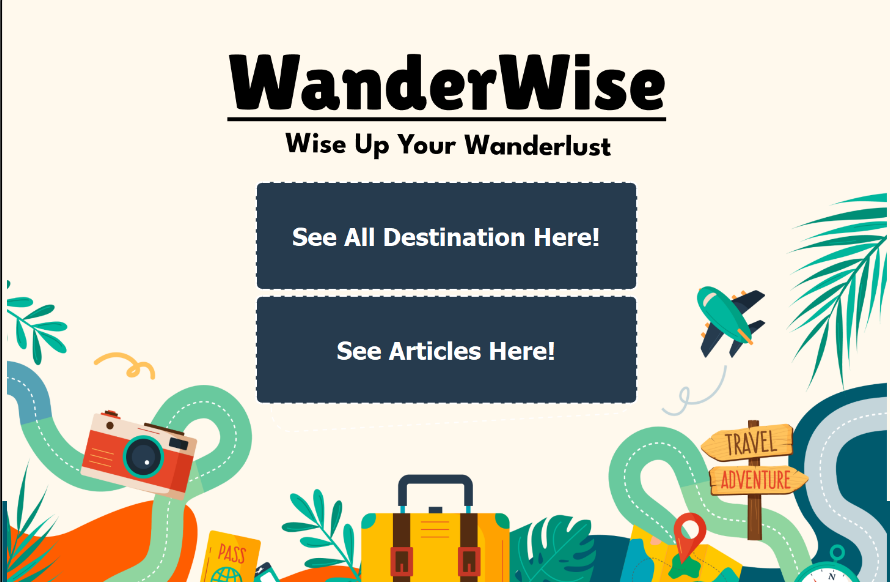 WanderWise
Wise Up Your Wanderlust
See All Destination Here!
See Articles Here!
TRAVEL
ADVENTURE
PASS
N